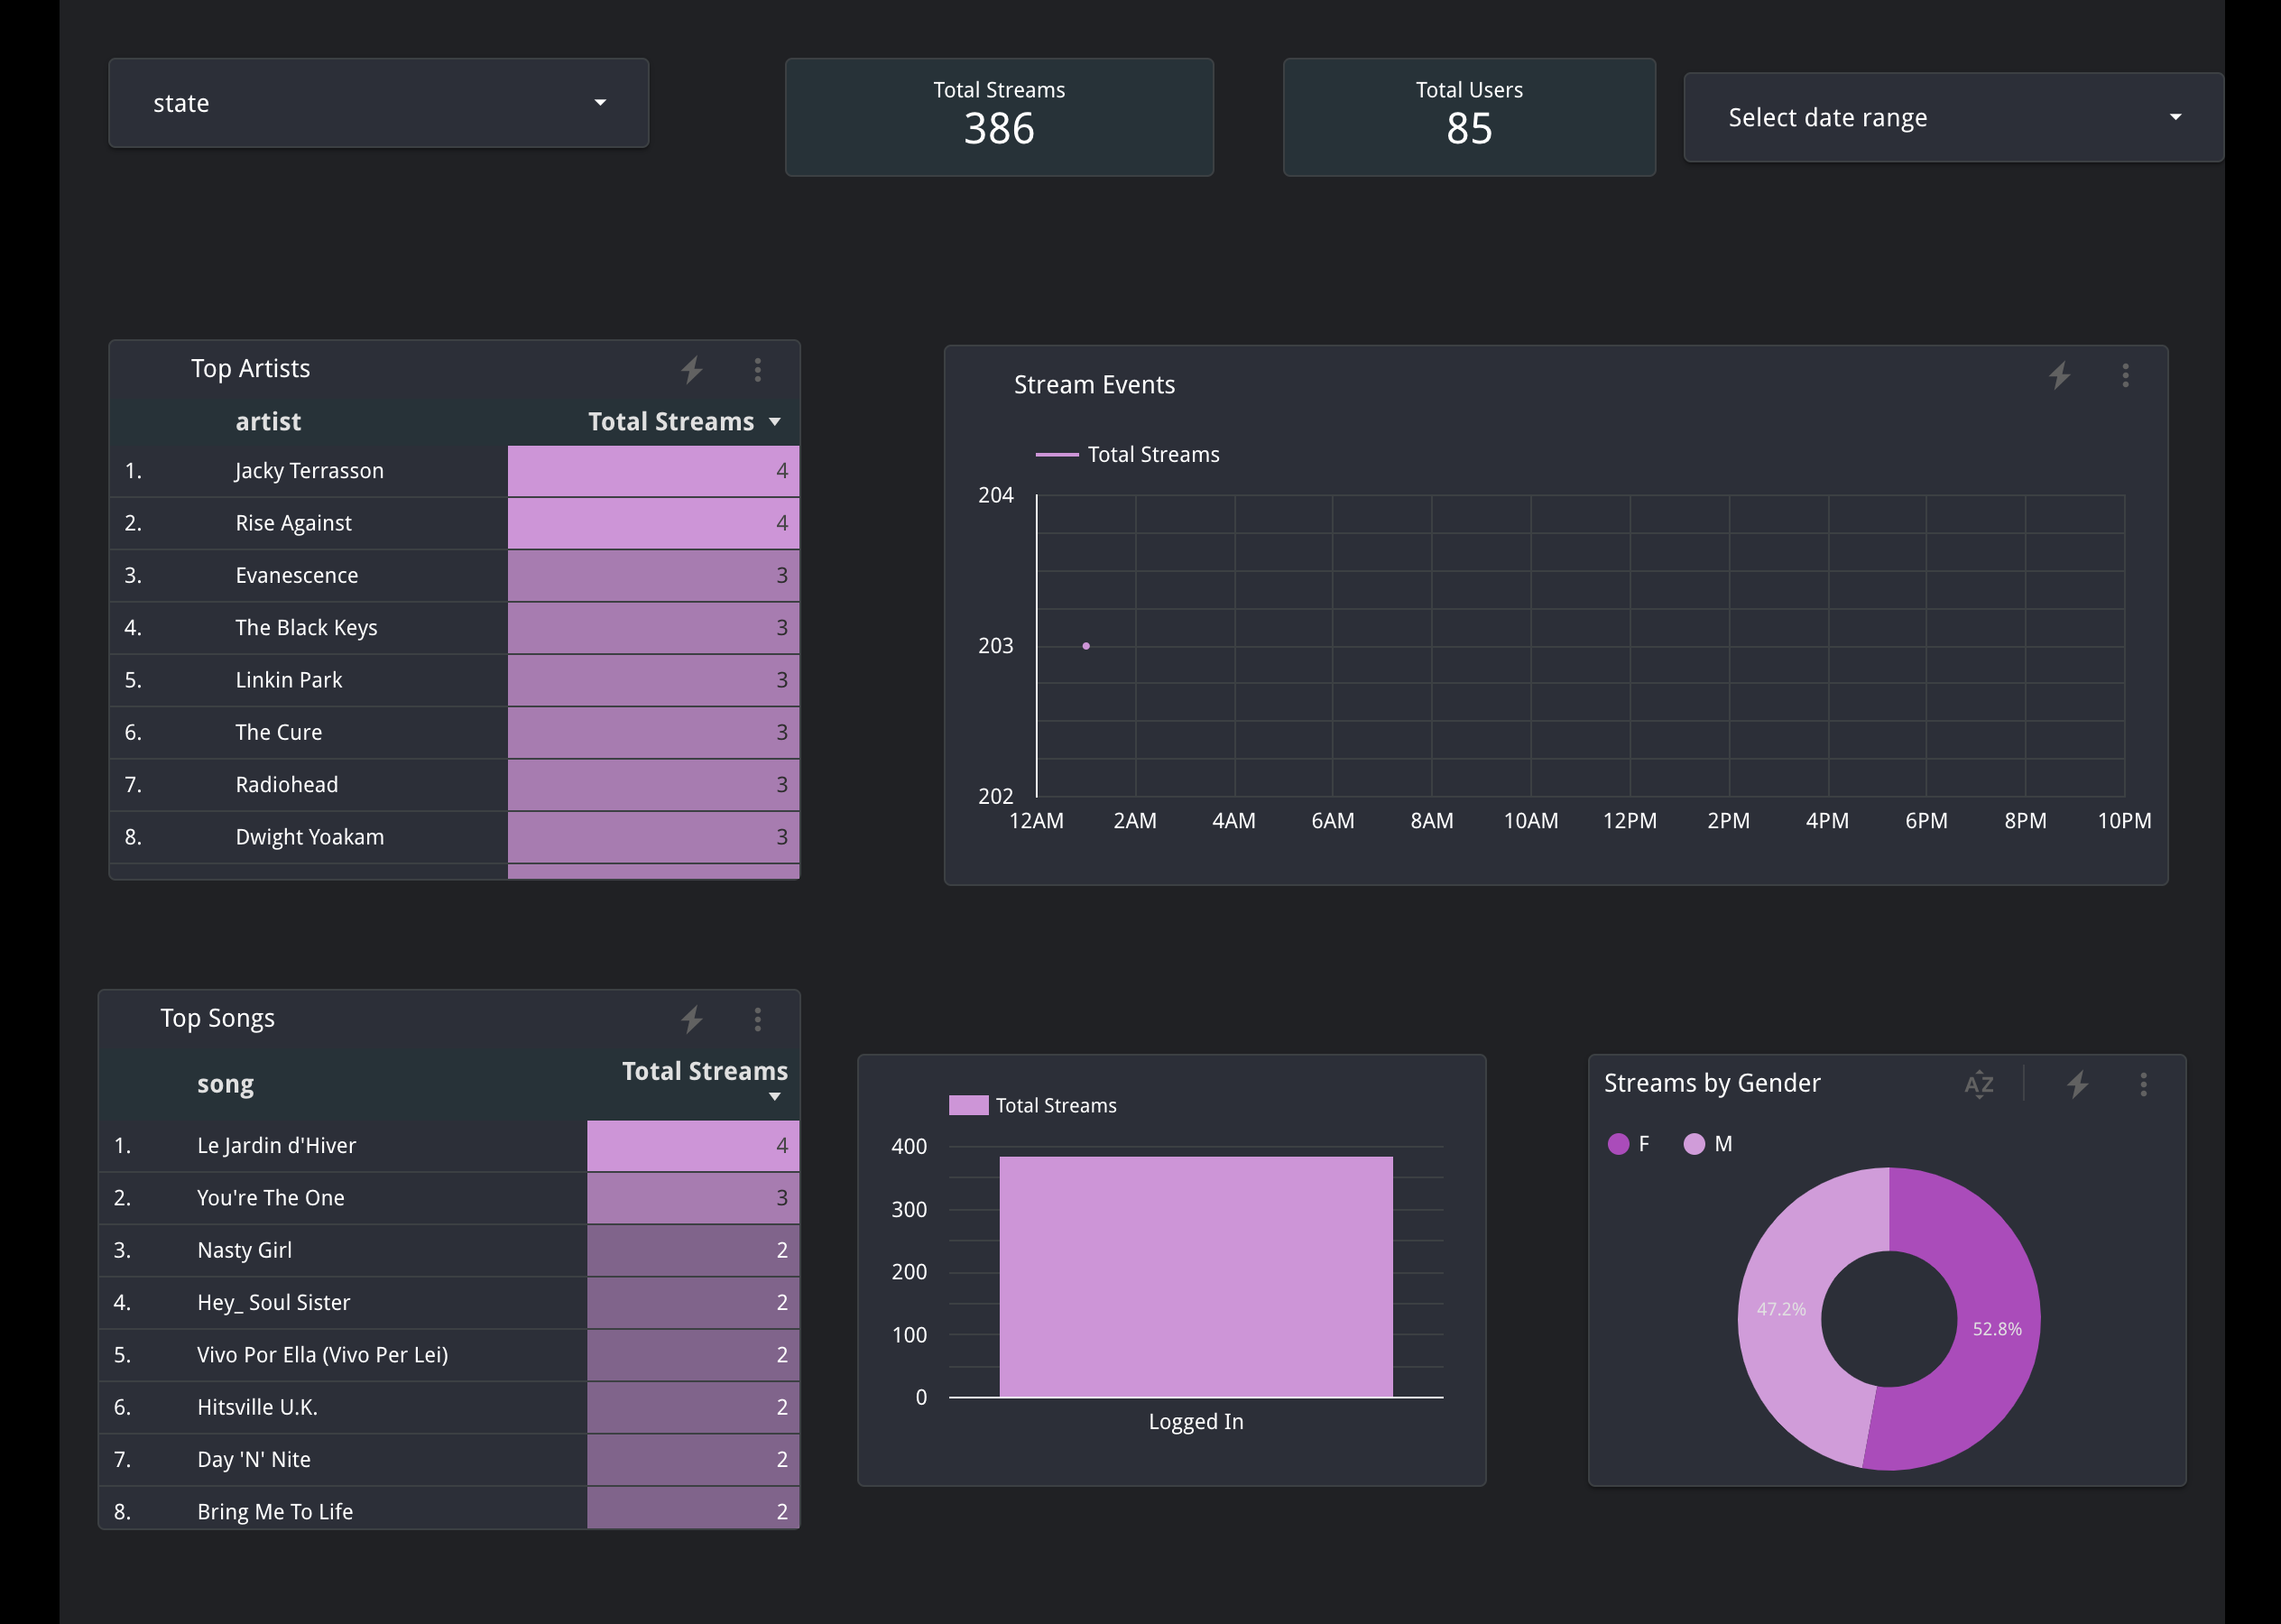 state
Total Streams
386
Total Users
85
Select date range
Top Artists
artist Total Streams
1. Jacky Terrasson 4
2. Rise Against 4
3. Evanescence 3
4. The Black Keys 3
5. Linkin Park 3
6. The Cure 3
7. Radiohead 3
8. Dwight Yoakam 3
Stream Events
Total Streams
204
203
202
12AM 2AM 4AM 6AM 8AM 10AM 12PM 2PM 4PM 6PM 8PM 10PM
Top Songs
song Total Streams
1. Le Jardin d'Hiver 4
2. You're The One 3
3. Nasty Girl 2
4. Hey_ Soul Sister 2
5. Vivo Por Ella (Vivo Per Lei) 2
6. Hitsville U.K. 2
7. Day 'N' Nite 2
8. Bring Me To Life 2
Total Streams
400
300
200
100
0
Logged In
Streams by Gender
AZ
F M
47.2%
52.8%